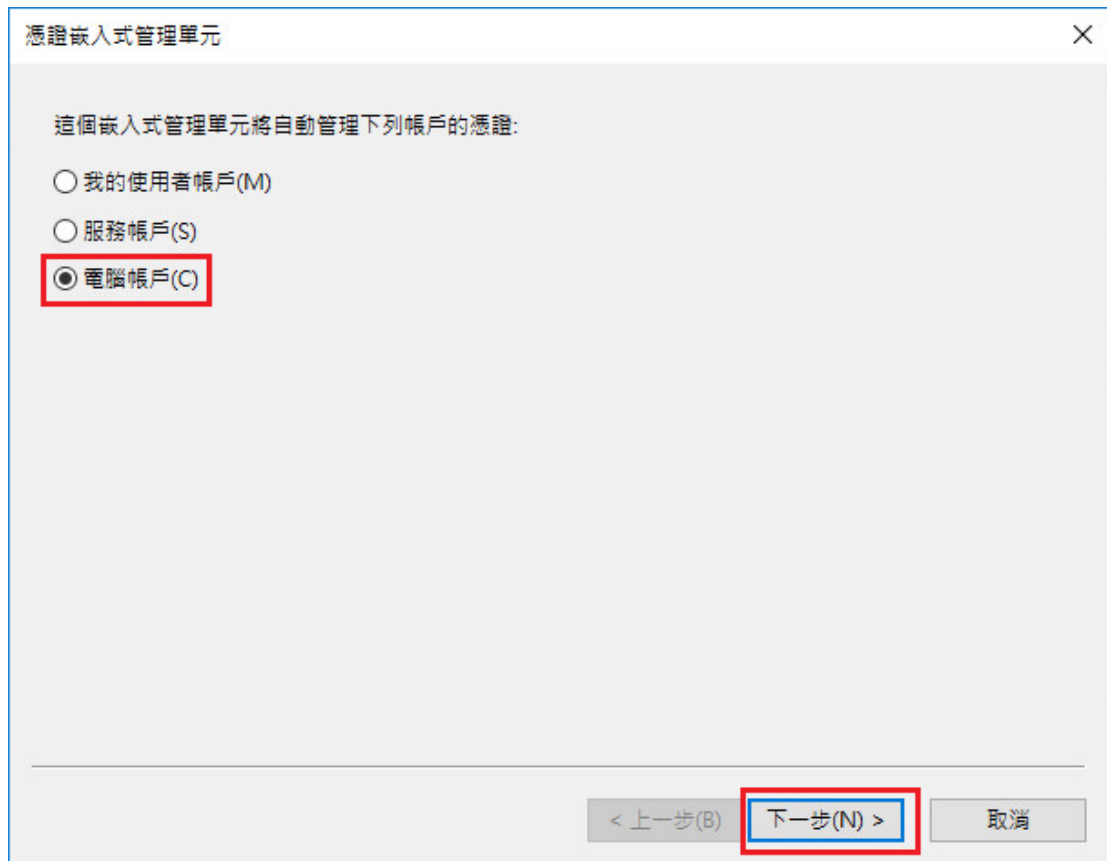 憑證嵌入式管理單元
這個嵌入式管理單元將自動管理下列帳戶的憑證:
我的使用者帳戶(M)
服務帳戶(S)
電腦帳戶(C)
< 上一步(B) 下一步(N) > 取消